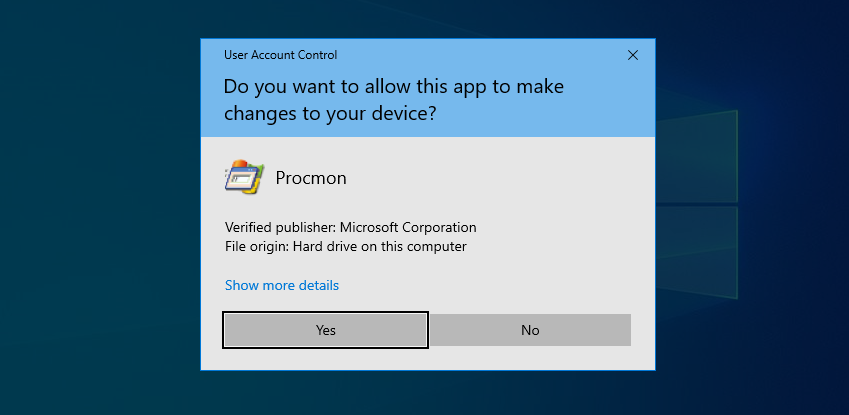 User Account Control
Do you want to allow this app to make
changes to your device?
Procmon
Verified publisher: Microsoft Corporation
File origin: Hard drive on this computer
Show more details
Yes
No